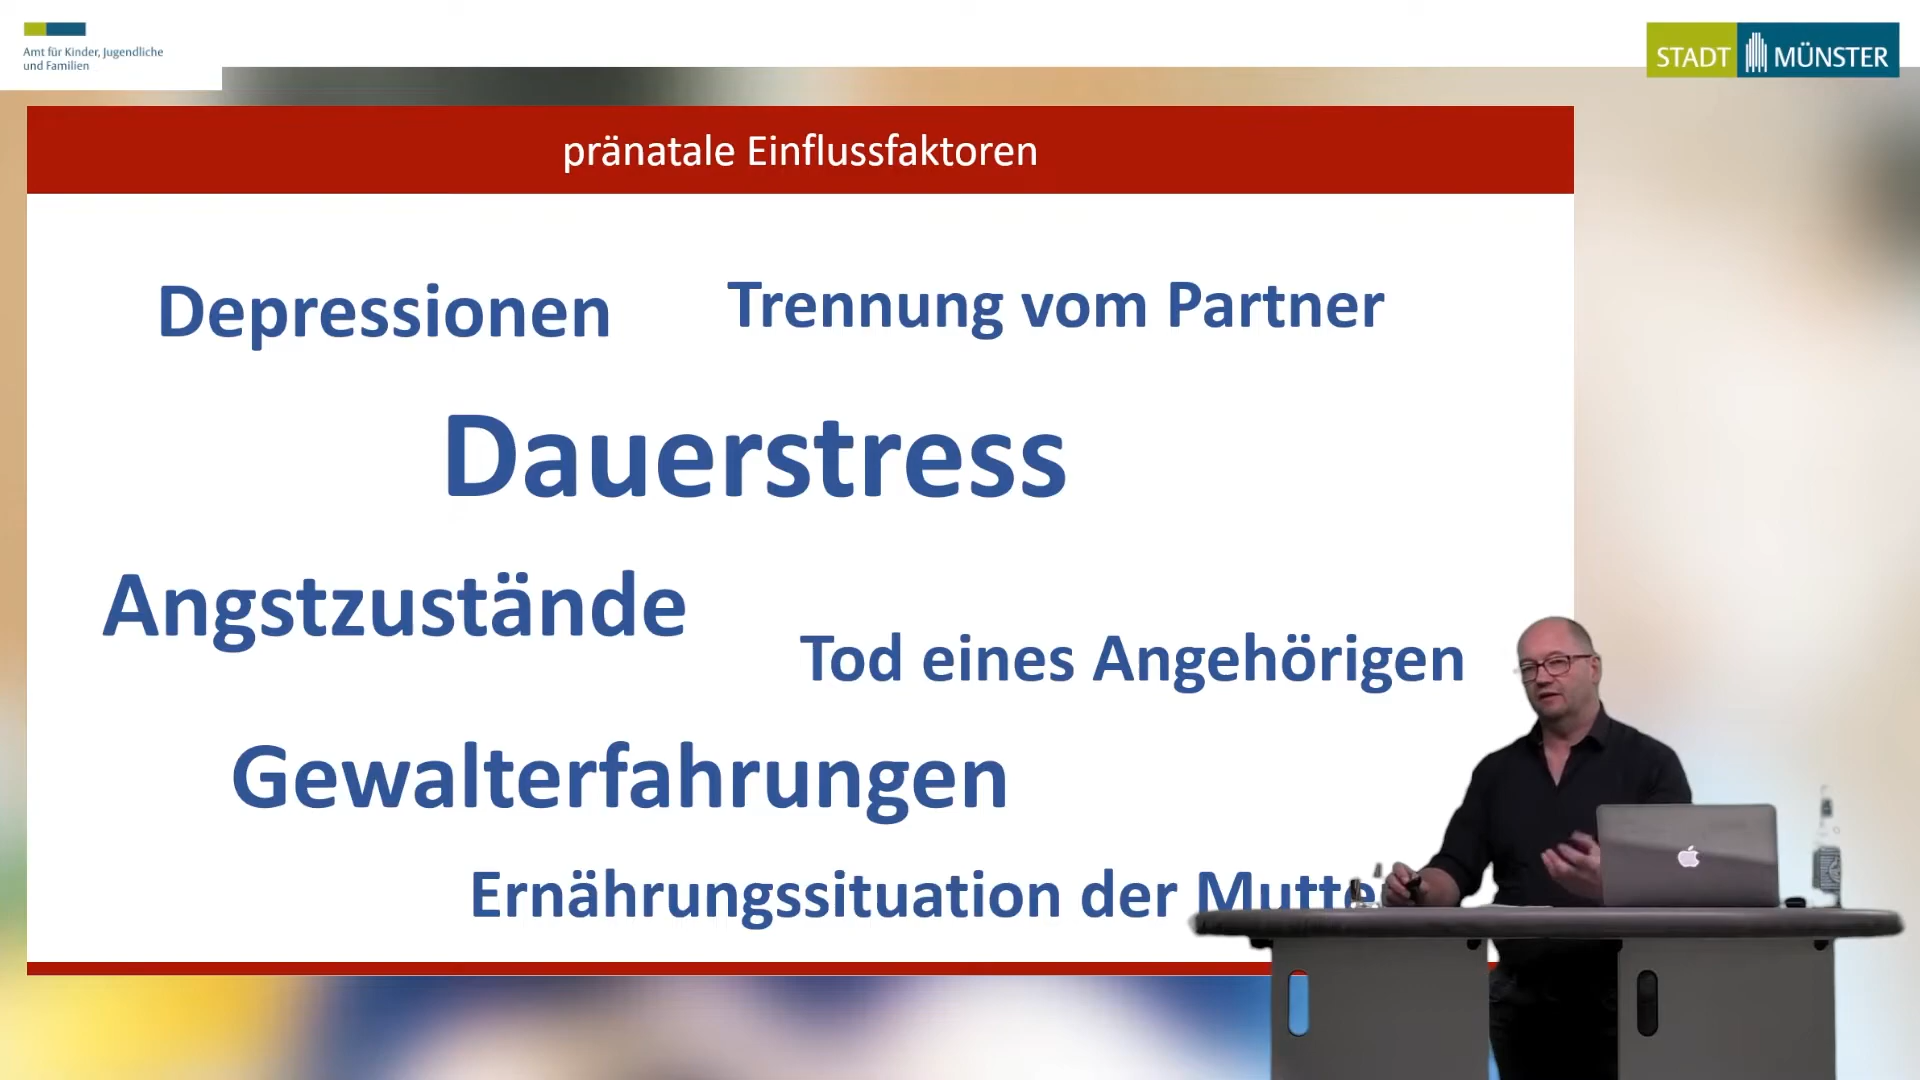 Amt für Kinder, Jugendliche
und Familien
STADT MÜNSTER
pränatale Einflussfaktoren
Depressionen
Trennung vom Partner
Dauerstress
Angstzustände
Tod eines Angehörigen
Gewalterfahrungen
Ernährungssituation der Mutte